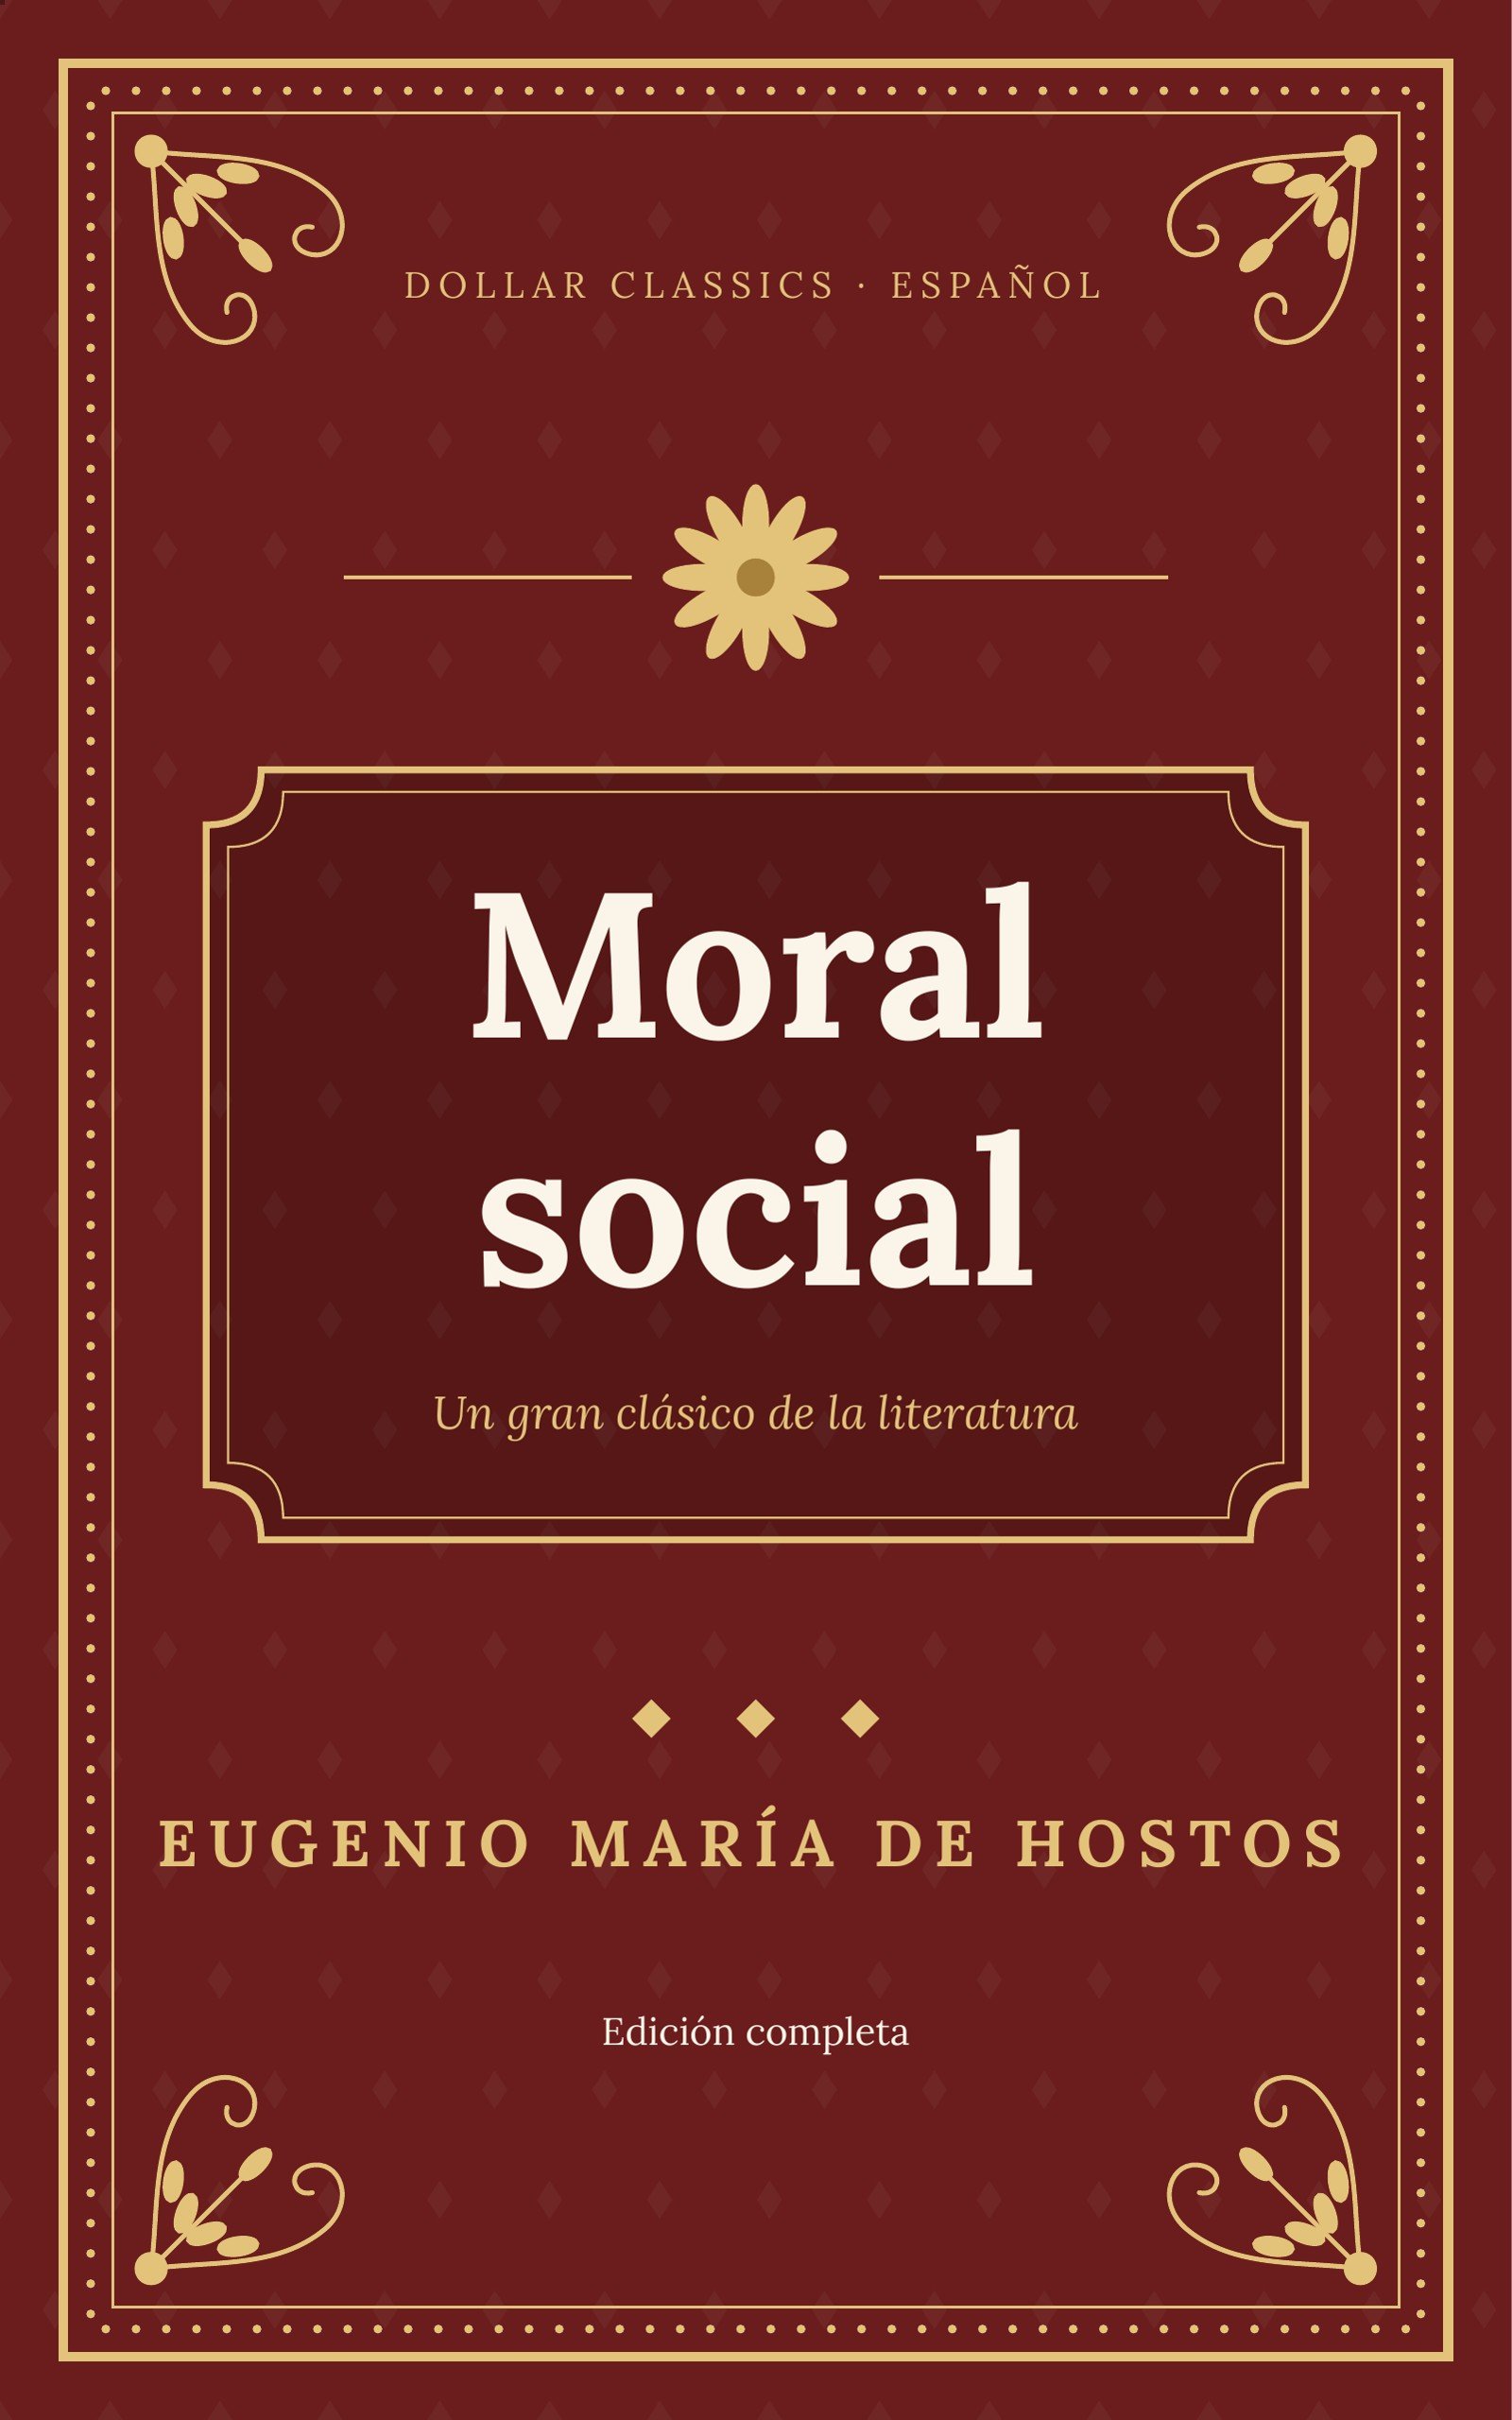 DOLLAR CLASSICS · ESPAÑOL
Moral
social
Un gran clásico de la literatura
EUGENIO MARÍA DE HOSTOS
Edición completa